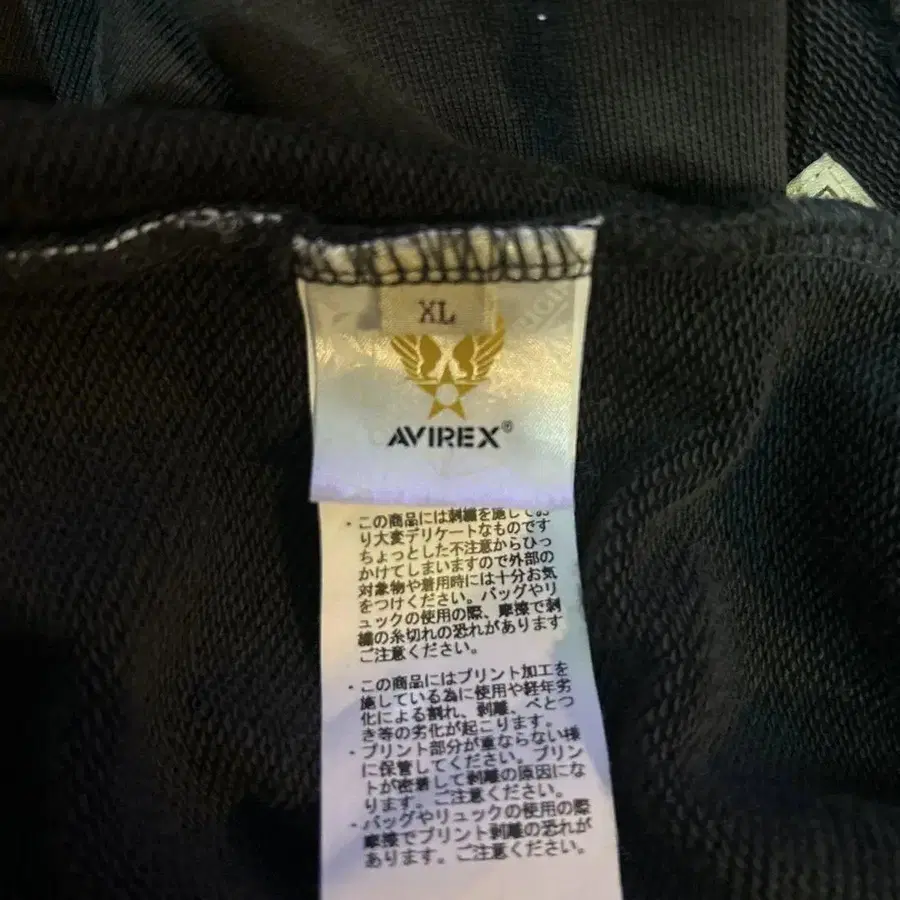 XL
AVIREX®
・この商品には刺繍を施してお
り大変デリケートなものです
ちょっとした不注意からひっ
かけてしまいますので外部の
対象物や着用時には十分お気
をつけください。バッグやリ
ュックの使用の際、摩擦で刺
繍の糸切れの恐れがあります
ご注意ください。
・この商品にはプリント加工を
施している為に使用や経年劣
化による割れ、剥離、べとつ
き等の劣化が起こります。
・プリント部分が重ならない様
に保管してください。プリン
トが密着して剥離の原因にな
ります。ご注意ください。
・バッグやリュックの使用の際
摩擦でプリント剥離の恐れが
あります。ご注意ください。